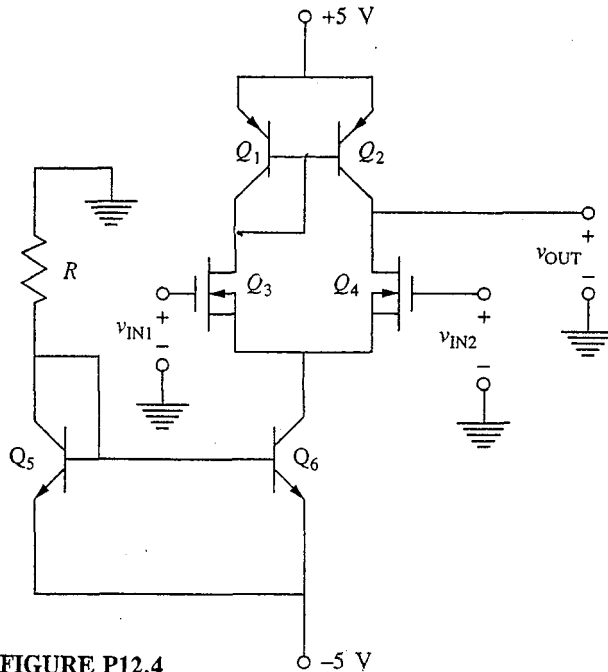 +5 V
Q1
Q2
R
Q3
Q4
+
vOUT
−
vIN1
+
−
+
vIN2
−
Q5
Q6
FIGURE P12.4
−5 V